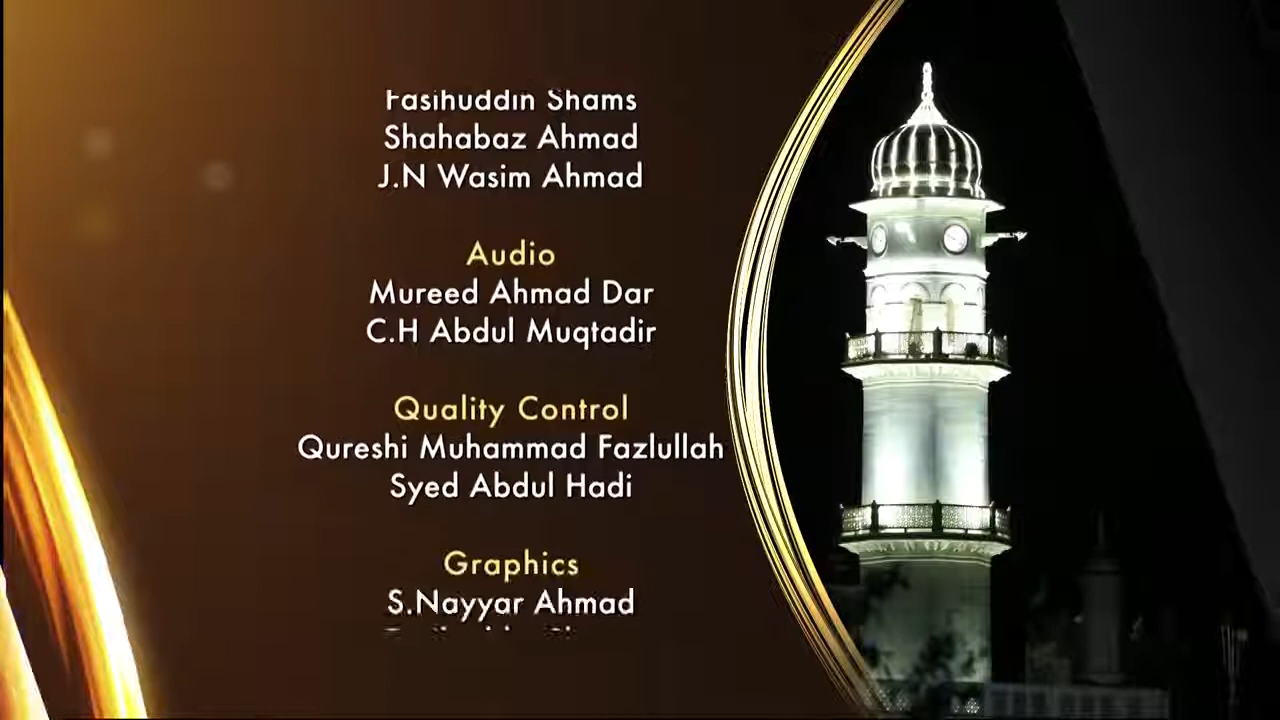 Fasihuddin Shams
Shahabaz Ahmad
J.N Wasim Ahmad
Audio
Mureed Ahmad Dar
C.H Abdul Muqtadir
Quality Control
Qureshi Muhammad Fazlullah
Syed Abdul Hadi
Graphics
S.Nayyar Ahmad